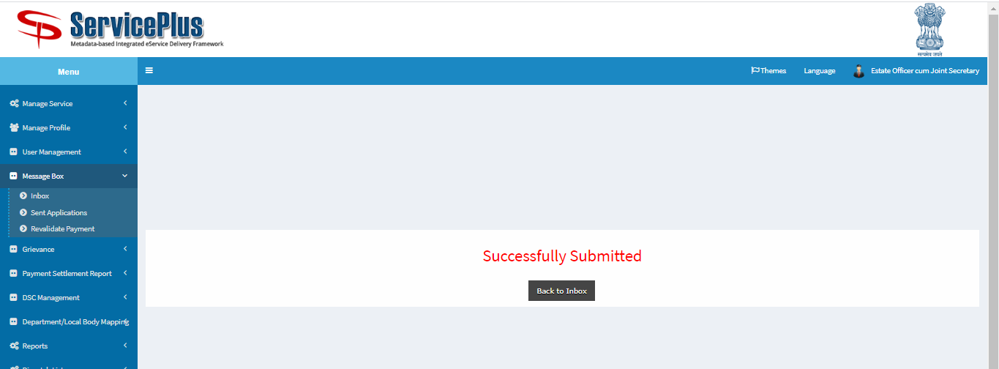 ServicePlus
Metadata-based Integrated eService Delivery Framework
सत्यमेव जयते
Menu
Themes
Language
Estate Officer cum Joint Secretary
Manage Service
Manage Profile
User Management
Message Box
Inbox
Sent Applications
Revalidate Payment
Grievance
Payment Settlement Report
DSC Management
Department/Local Body Mapping
Reports
Successfully Submitted
Back to Inbox